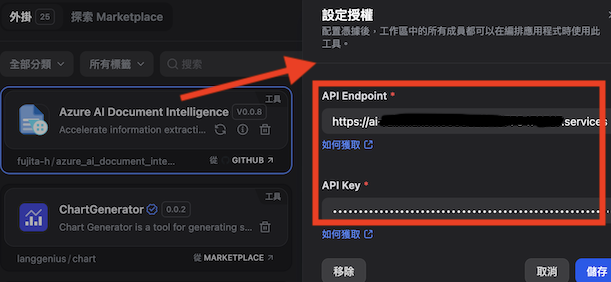 外掛 25
探索 Marketplace
全部分類
所有標籤
搜索
工具
Azure AI Document Intelligence V0.0.8
Accelerate information extracti...
fujita-h / azure_ai_document_inte...
從 GITHUB
工具
ChartGenerator 0.0.2
Chart Generator is a tool for generating s...
langgenius / chart
從 MARKETPLACE
設定授權
配置憑據後，工作區中的所有成員都可以在編排應用程式時使用此
工具。
API Endpoint *
https://ai- .services
如何獲取
API Key *
如何獲取
移除
取消
儲存